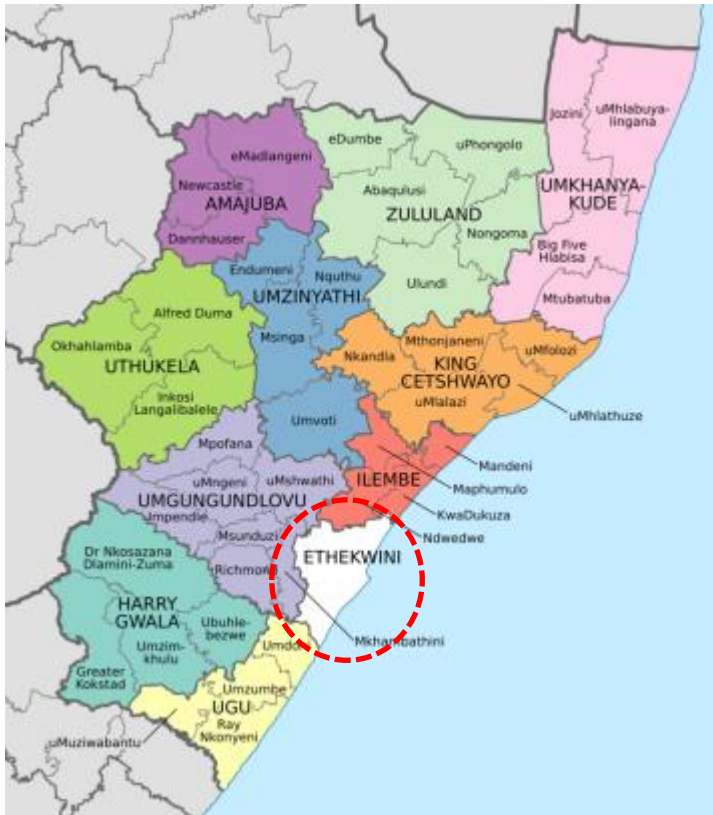 Jozini
uMhlabuya-
lingana
eDumbe
uPhongolo
eMadlangeni
Newcastle
AMAJUBA
Dannhauser
Abaqulusi
ZULULAND
Nongoma
Ulundi
UMKHANYA-
KUDE
Big Five
Hlabisa
Mtubatuba
Endumeni
Nquthu
UMZINYATHI
Msinga
Umvoti
Alfred Duma
Okhahlamba
UTHUKELA
Inkosi
Langalibalele
Mthonjaneni
Nkandla
uMfolozi
KING
CETSHWAYO
uMlalazi
uMhlathuze
Mpofana
uMngeni
uMshwathi
UMGUNGUNDLOVU
Impendle
Msunduzi
Richmond
ILEMBE
Mandeni
Maphumulo
KwaDukuza
Ndwedwe
ETHEKWINI
Mkhambathini
Dr Nkosazana
Dlamini-Zuma
HARRY
GWALA
Ubuhle-
bezwe
Umzim-
khulu
Greater
Kokstad
Umdoni
Umzumbe
UGU
Ray
Nkonyeni
uMuziwabantu